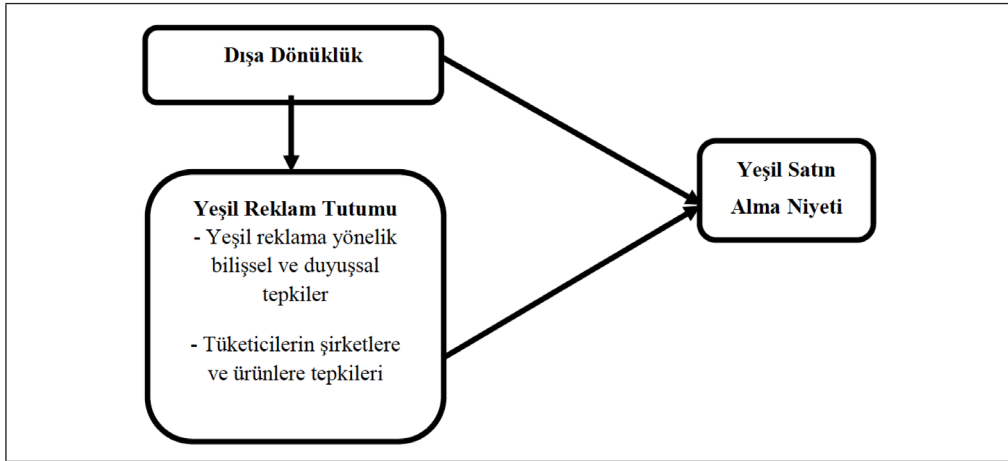 Dışa Dönüklük
Yeşil Satın
Alma Niyeti
Yeşil Reklam Tutumu
- Yeşil reklama yönelik
bilişsel ve duyuşsal
tepkiler
- Tüketicilerin şirketlere
ve ürünlere tepkileri